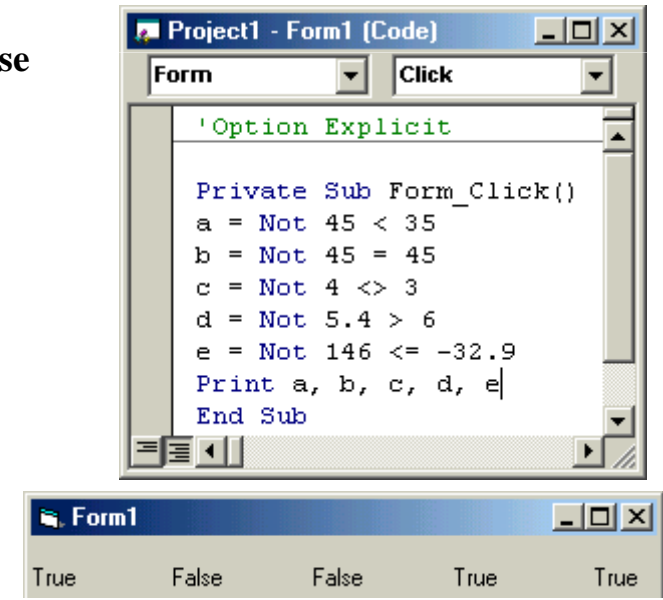 se
Project1 - Form1 (Code)
Form Click
'Option Explicit
Private Sub Form_Click()
a = Not 45 < 35
b = Not 45 = 45
c = Not 4 <> 3
d = Not 5.4 > 6
e = Not 146 <= -32.9
Print a, b, c, d, e
End Sub
Form1
True False False True True